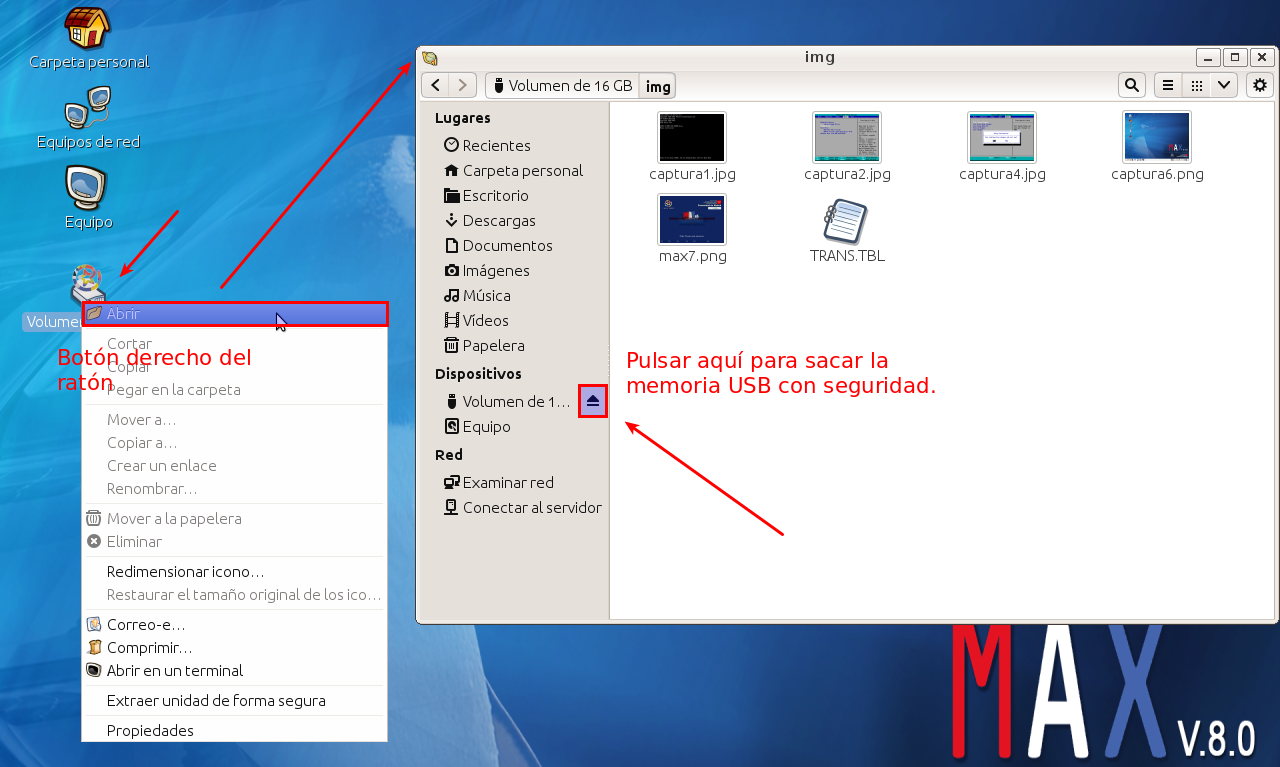 Carpeta personal
Equipos de red
Equipo
Volumen
Abrir
Botón derecho del
ratón
Cortar
Copiar
Pegar en la carpeta
Mover a...
Copiar a...
Crear un enlace
Renombrar...
Mover a la papelera
Eliminar
Redimensionar icono...
Restaurar el tamaño original de los ico...
Correo-e...
Comprimir...
Abrir en un terminal
Extraer unidad de forma segura
Propiedades
img
Volumen de 16 GB
img
Lugares
Recientes
Carpeta personal
Escritorio
Descargas
Documentos
Imágenes
Música
Vídeos
Papelera
Dispositivos
Volumen de 1...
Equipo
Red
Examinar red
Conectar al servidor
captura1.jpg
captura2.jpg
captura4.jpg
captura6.png
max7.png
TRANS.TBL
Pulsar aquí para sacar la
memoria USB con seguridad.
MAX
V.8.0